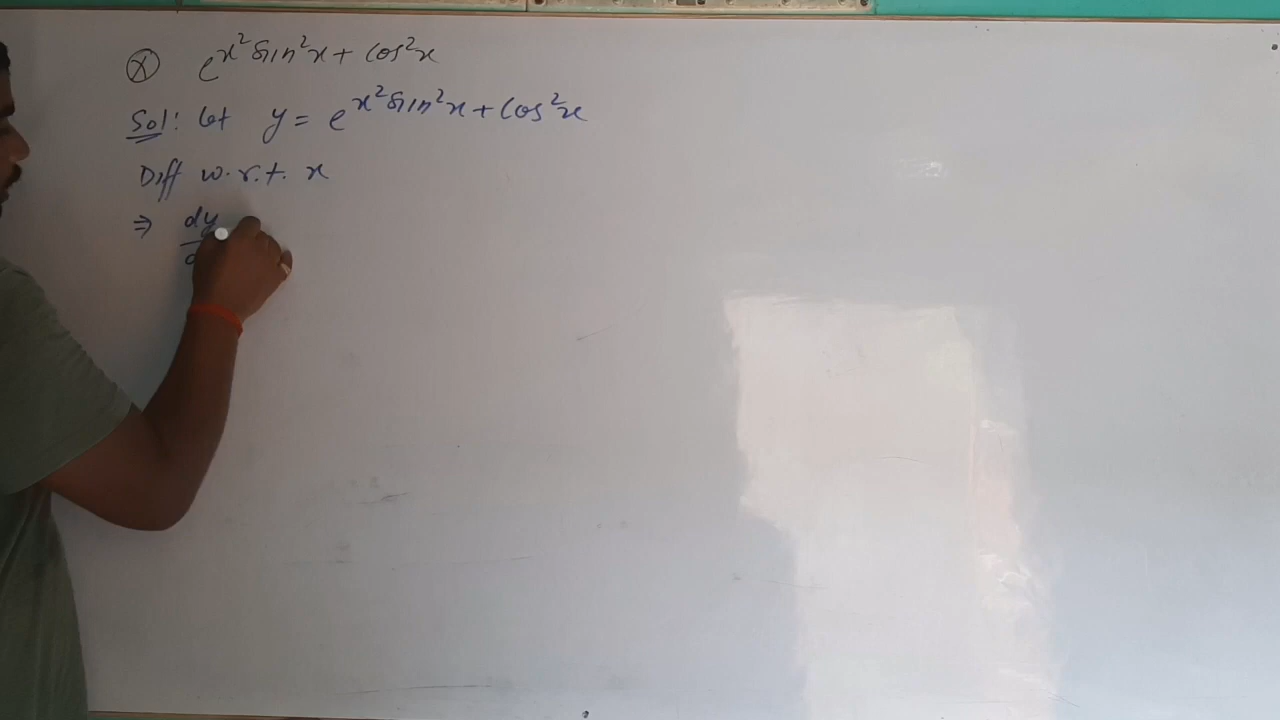 ⓧ e^{x² sin²x + cos²x}
Sol: let y = e^{x² sin²x + cos²x}
Diff w.r.t. x
⇒ dy